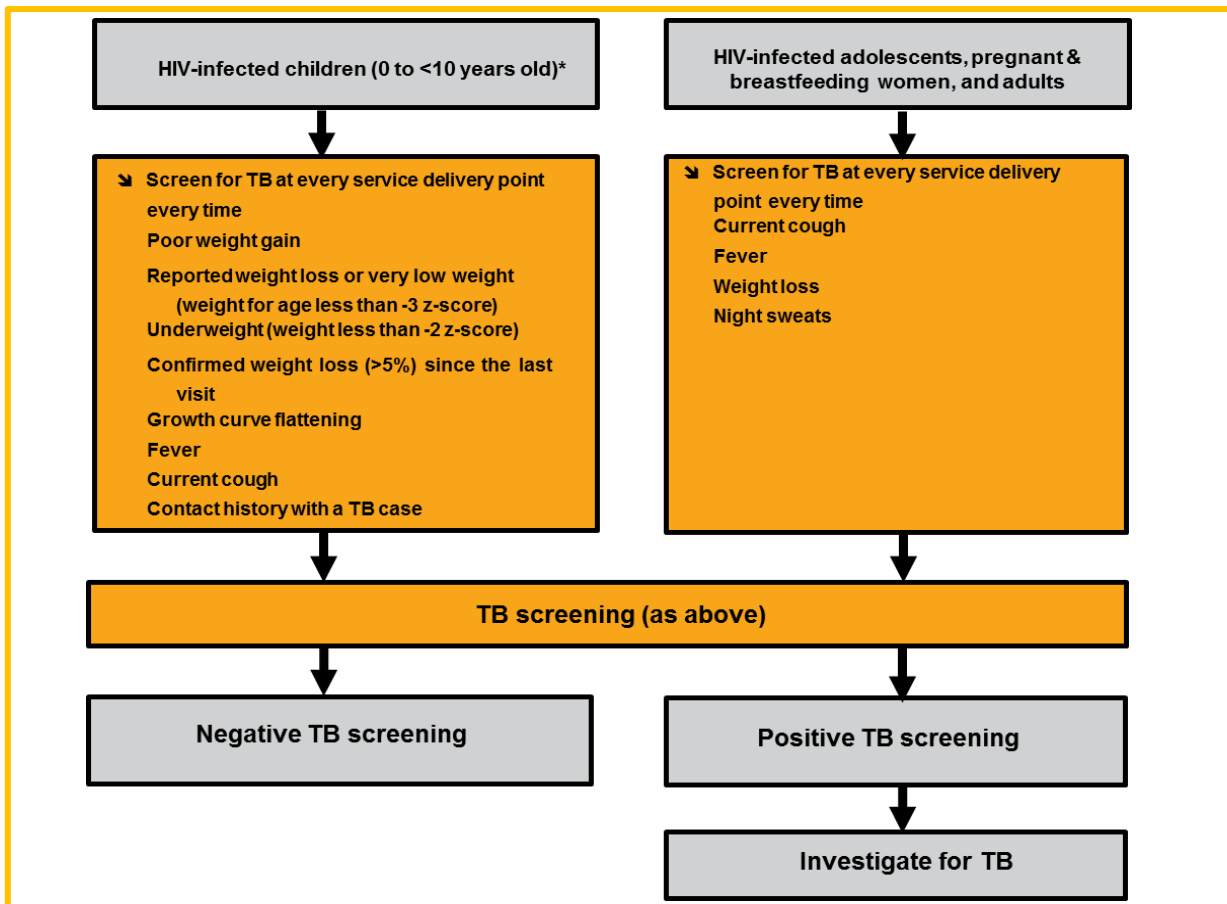 HIV-infected children (0 to <10 years old)*
HIV-infected adolescents, pregnant &
breastfeeding women, and adults
Screen for TB at every service delivery point
every time
Poor weight gain
Reported weight loss or very low weight
(weight for age less than -3 z-score)
Underweight (weight less than -2 z-score)
Confirmed weight loss (>5%) since the last
visit
Growth curve flattening
Fever
Current cough
Contact history with a TB case
Screen for TB at every service delivery
point every time
Current cough
Fever
Weight loss
Night sweats
TB screening (as above)
Negative TB screening
Positive TB screening
Investigate for TB